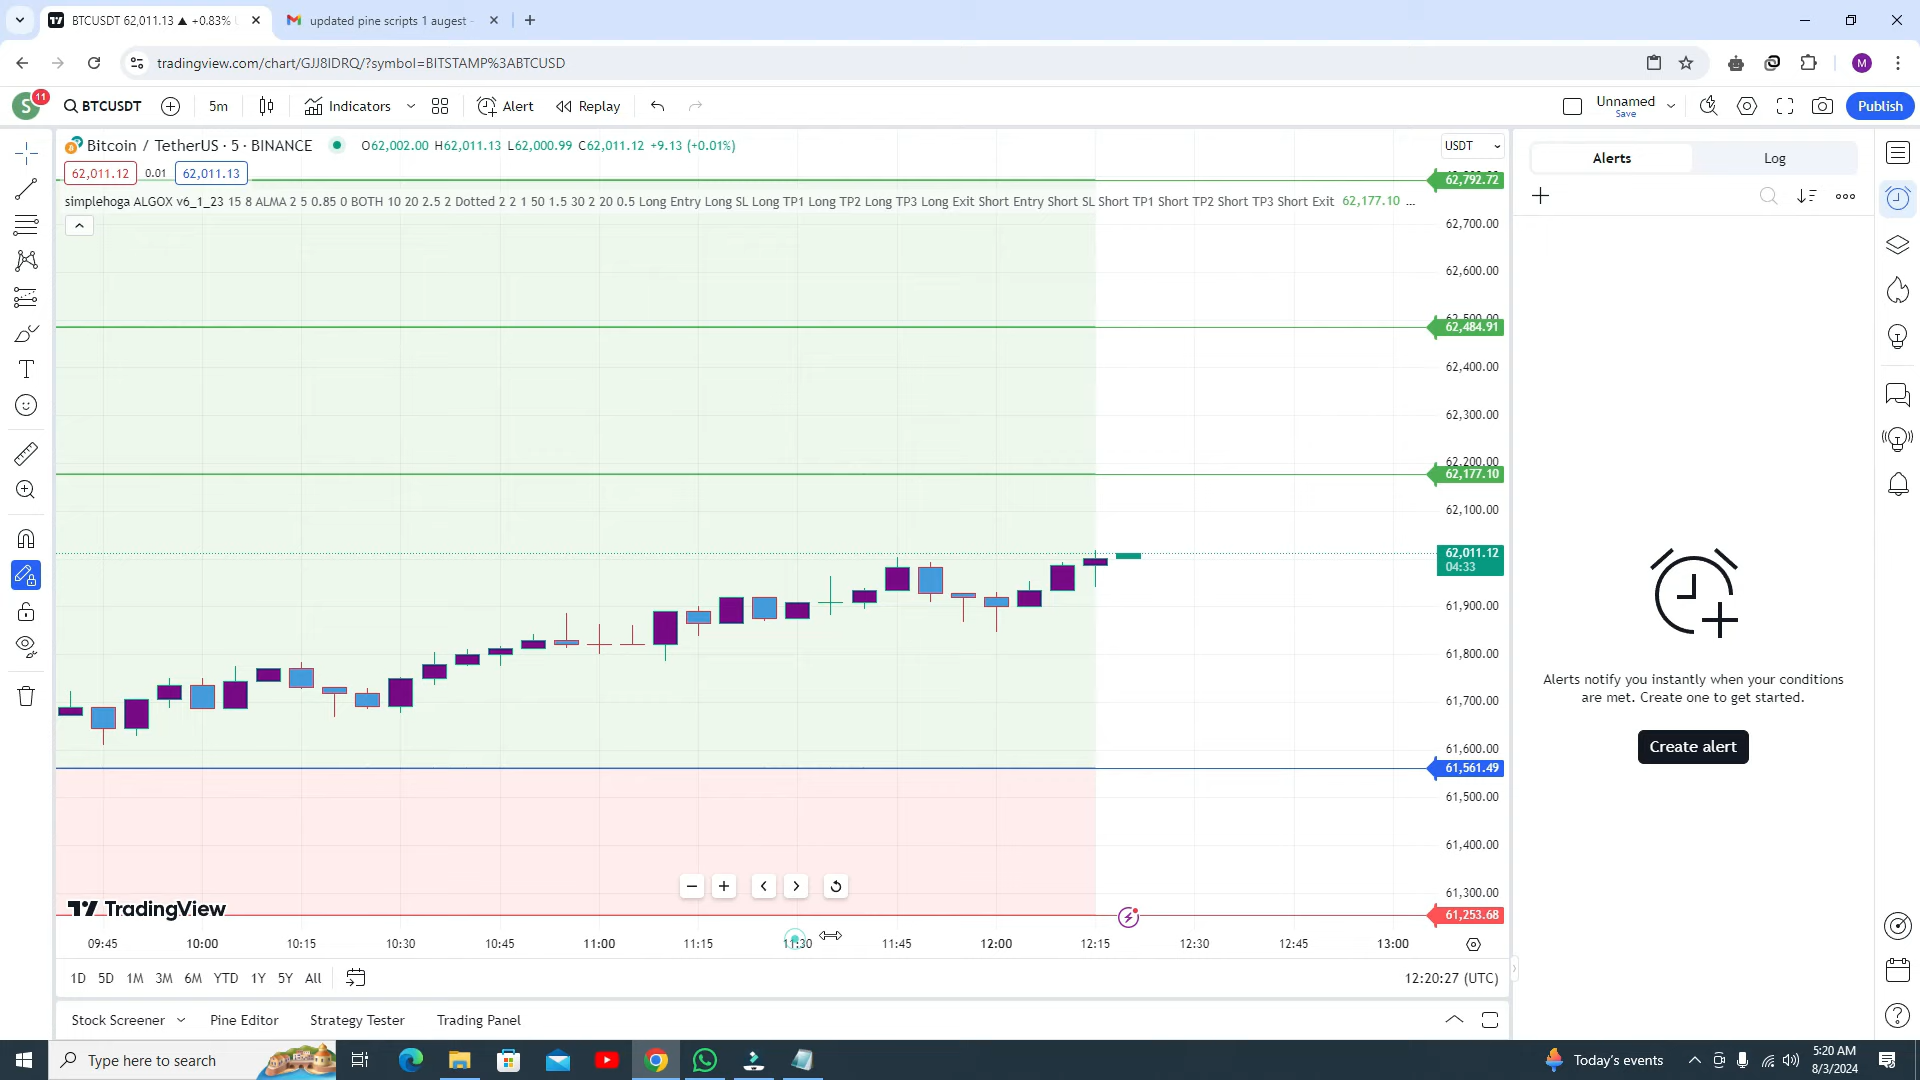 BTCUSDT 62,011.13 ▲ +0.83%
updated pine scripts 1 augest
tradingview.com/chart/GJJ8IDRQ/?symbol=BITSTAMP%3ABTCUSD
M
S
11
BTCUSDT
5m
Indicators
Alert
Replay
Unnamed
Save
Publish
Bitcoin / TetherUS · 5 · BINANCE
O62,002.00 H62,011.13 L62,000.99 C62,011.12 +9.13 (+0.01%)
62,011.12
0.01
62,011.13
simplehoga ALGOX v6_1_23 15 8 ALMA 2 5 0.85 0 BOTH 10 20 2.5 2 Dotted 2 2 1 50 1.5 30 2 20 0.5 Long Entry Long SL Long TP1 Long TP2 Long TP3 Long Exit Short Entry Short SL Short TP1 Short TP2 Short TP3 Short Exit 62,177.10 ...
USDT
62,792.72
62,700.00
62,600.00
62,484.91
62,400.00
62,300.00
62,200.00
62,177.10
62,100.00
62,011.12
04:33
61,900.00
61,800.00
61,700.00
61,600.00
61,561.49
61,500.00
61,400.00
61,300.00
61,253.68
TradingView
09:45
10:00
10:15
10:30
10:45
11:00
11:15
11:30
11:45
12:00
12:15
12:30
12:45
13:00
1D
5D
1M
3M
6M
YTD
1Y
5Y
All
12:20:27 (UTC)
Stock Screener
Pine Editor
Strategy Tester
Trading Panel
Alerts
Log
Alerts notify you instantly when your conditions
are met. Create one to get started.
Create alert
Type here to search
Today's events
5:20 AM
8/3/2024